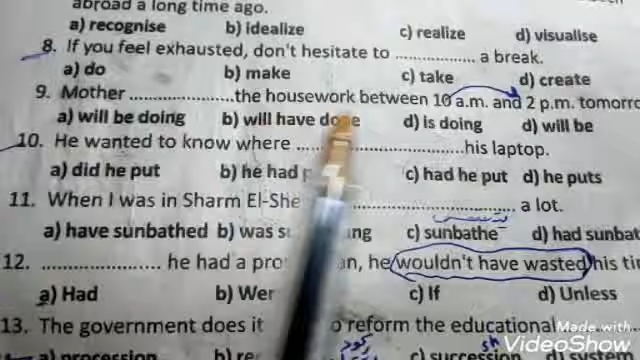 abroad a long time ago.
a) recognise b) idealize c) realize d) visualise
8. If you feel exhausted, don't hesitate to .................. a break.
a) do b) make c) take d) create
9. Mother ....................the housework between 10 a.m. and 2 p.m. tomorro
a) will be doing b) will have done d) is doing d) will be
10. He wanted to know where ...............................his laptop.
a) did he put b) he had p c) had he put d) he puts
11. When I was in Sharm El-She ........................ a lot.
a) have sunbathed b) was su ng c) sunbathe d) had sunbat
12. ..................... he had a pro an, he wouldn't have wasted his ti
a) Had b) Wer c) If d) Unless
13. The government does it o reform the educational
a) procession b) re c) succession d) system
Made with
VideoShow